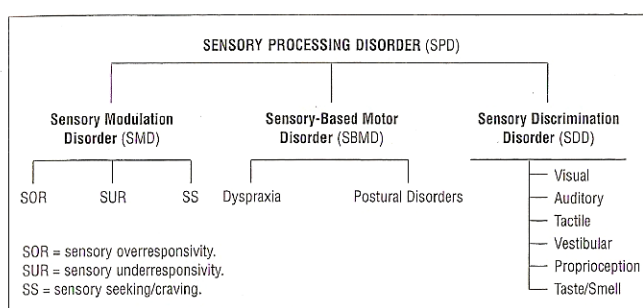 SENSORY PROCESSING DISORDER (SPD)
Sensory Modulation
Disorder (SMD)
Sensory-Based Motor
Disorder (SBMD)
Sensory Discrimination
Disorder (SDD)
SOR SUR SS
Dyspraxia Postural Disorders
Visual
Auditory
Tactile
Vestibular
Proprioception
Taste/Smell
SOR = sensory overresponsivity.
SUR = sensory underresponsivity.
SS = sensory seeking/craving.